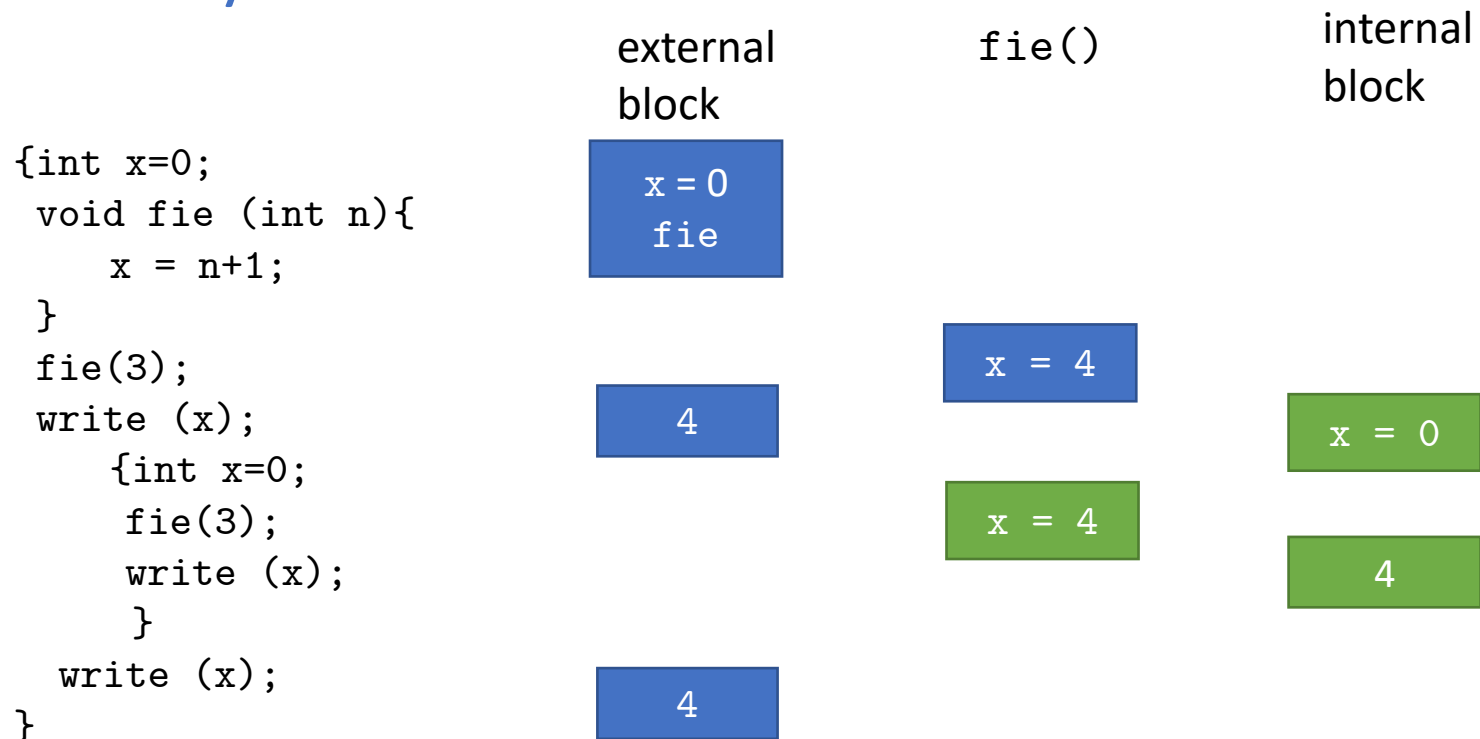 external
block
fie()
internal
block
{int x=0;
void fie (int n){
x = n+1;
}
fie(3);
write (x);
{int x=0;
fie(3);
write (x);
}
write (x);
}
x = 0
fie
x = 4
4
x = 0
x = 4
4
4